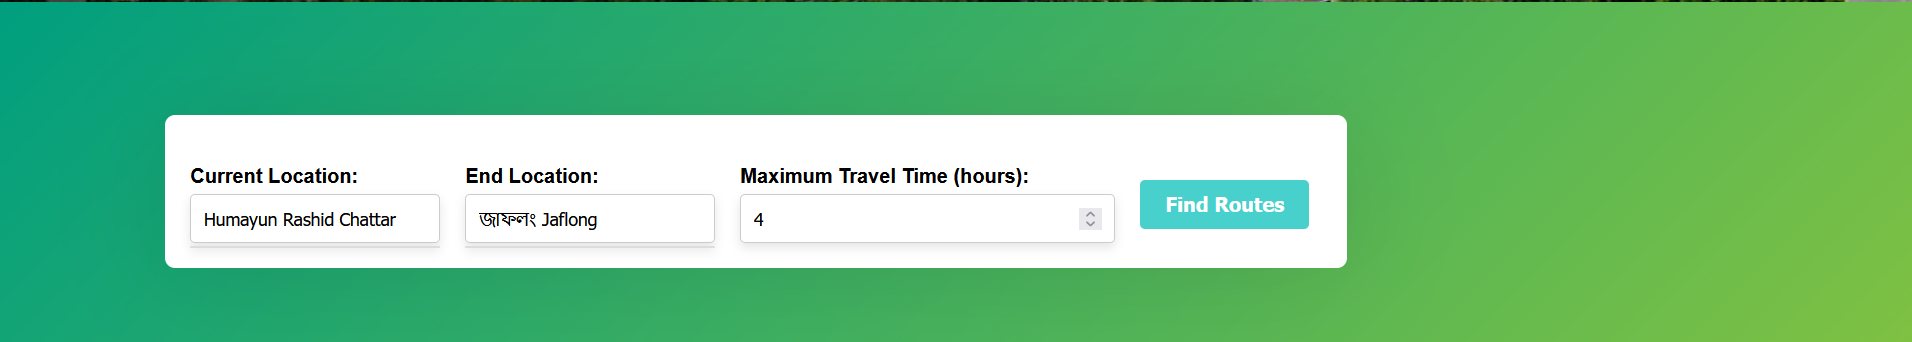 Current Location:
End Location:
Maximum Travel Time (hours):
Humayun Rashid Chattar
জাফলং Jaflong
4
Find Routes